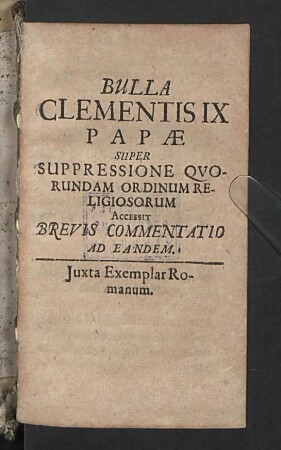 BULLA
CLEMENTIS IX
PAPÆ
SUPER
SUPPRESSIONE QVO-
RUNDAM ORDINUM RE-
LIGIOSORUM
ACCESSIT
BREVIS COMMENTATIO
AD EANDEM.
Juxta Exemplar Ro-
manum.